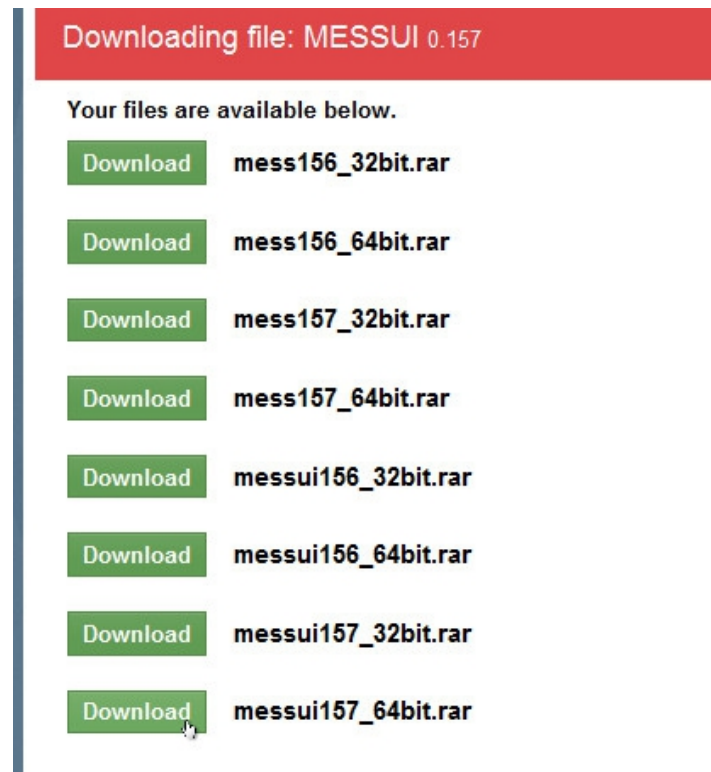 Downloading file: MESSUI 0.157
Your files are available below.
Download mess156_32bit.rar
Download mess156_64bit.rar
Download mess157_32bit.rar
Download mess157_64bit.rar
Download messui156_32bit.rar
Download messui156_64bit.rar
Download messui157_32bit.rar
Download messui157_64bit.rar